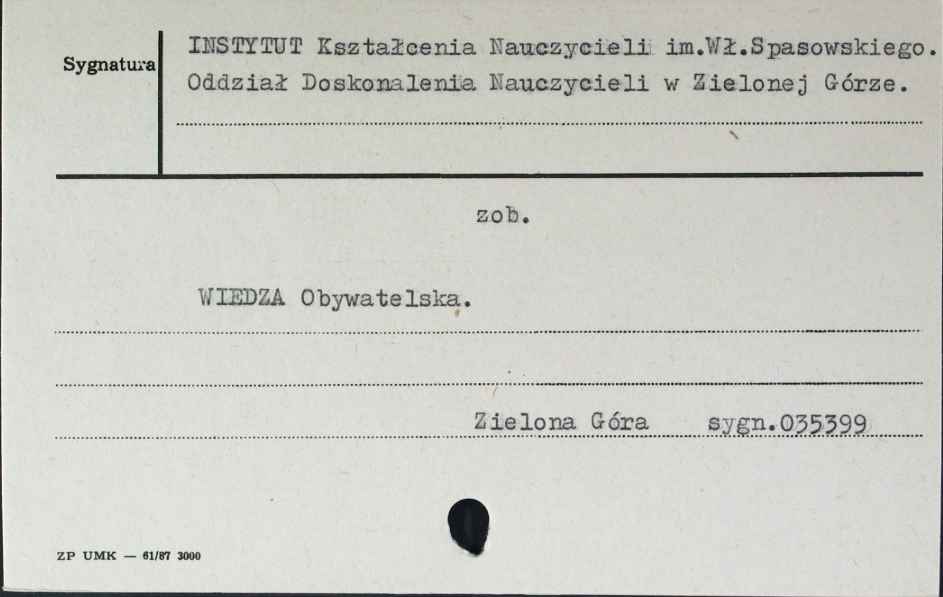 Sygnatura
INSTYTUT Kształcenia Nauczycieli im.Wł.Spasowskiego.
Oddział Doskonalenia Nauczycieli w Zielonej Górze.
zob.
WIEDZA Obywatelska.
Zielona Góra sygn.035399
ZP UMK — 61/87 3000